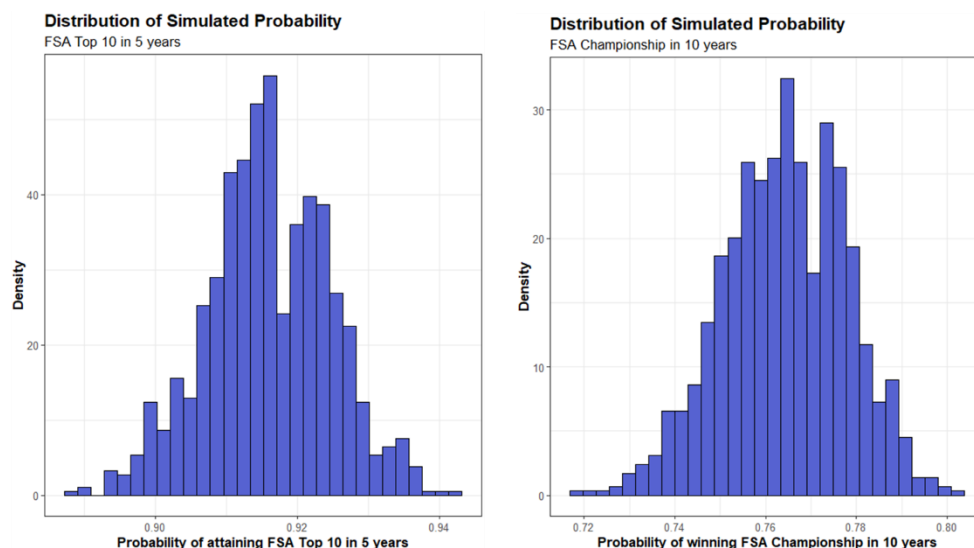 Distribution of Simulated Probability
FSA Top 10 in 5 years
Density
40
20
0
0.90
0.92
0.94
Probability of attaining FSA Top 10 in 5 years
Distribution of Simulated Probability
FSA Championship in 10 years
Density
30
20
10
0
0.72
0.74
0.76
0.78
0.80
Probability of winning FSA Championship in 10 years